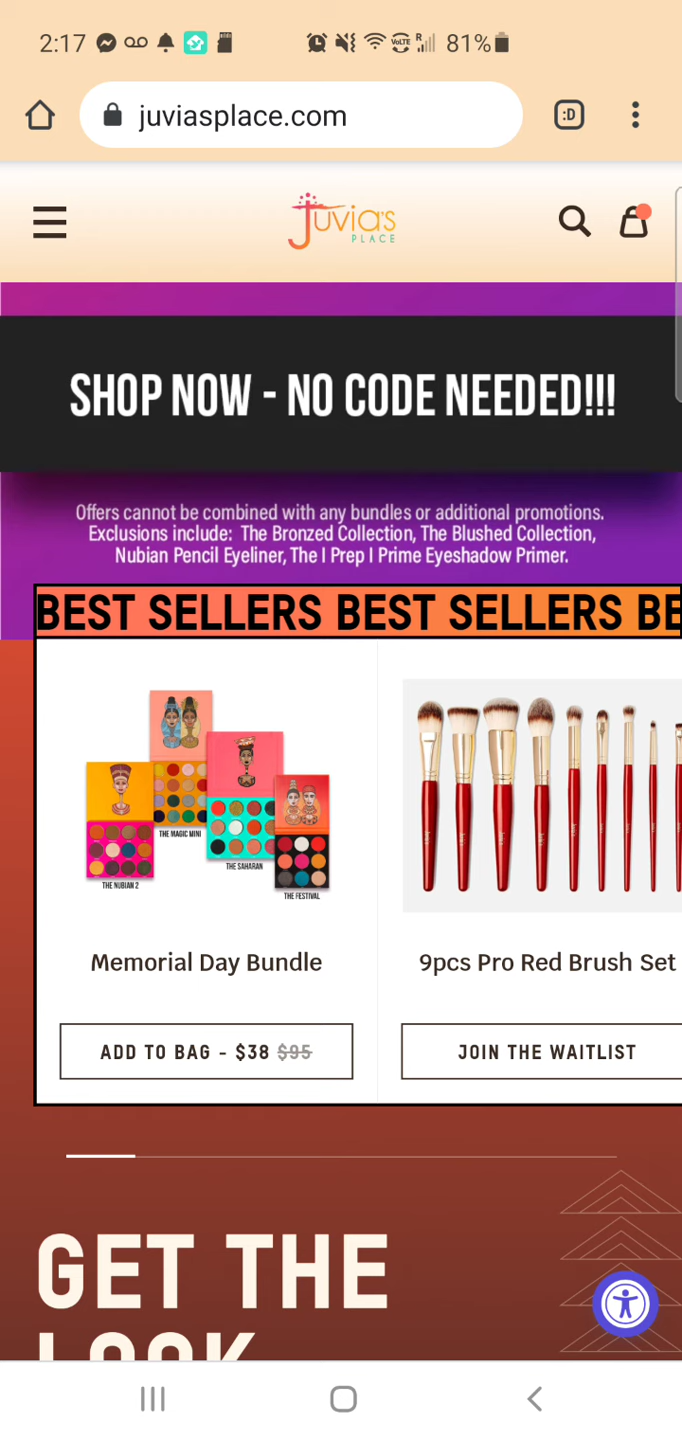 2:17 81%
juviasplace.com :D
Juvia's
PLACE
SHOP NOW - NO CODE NEEDED!!!
Offers cannot be combined with any bundles or additional promotions.
Exclusions include: The Bronzed Collection, The Blushed Collection,
Nubian Pencil Eyeliner, The I Prep I Prime Eyeshadow Primer.
BEST SELLERS BEST SELLERS BE
THE MAGIC MINI
THE SAHARAN
THE NUBIAN 2
THE FESTIVAL
Memorial Day Bundle
9pcs Pro Red Brush Set
ADD TO BAG - $38 $95
JOIN THE WAITLIST
GET THE
LOOK